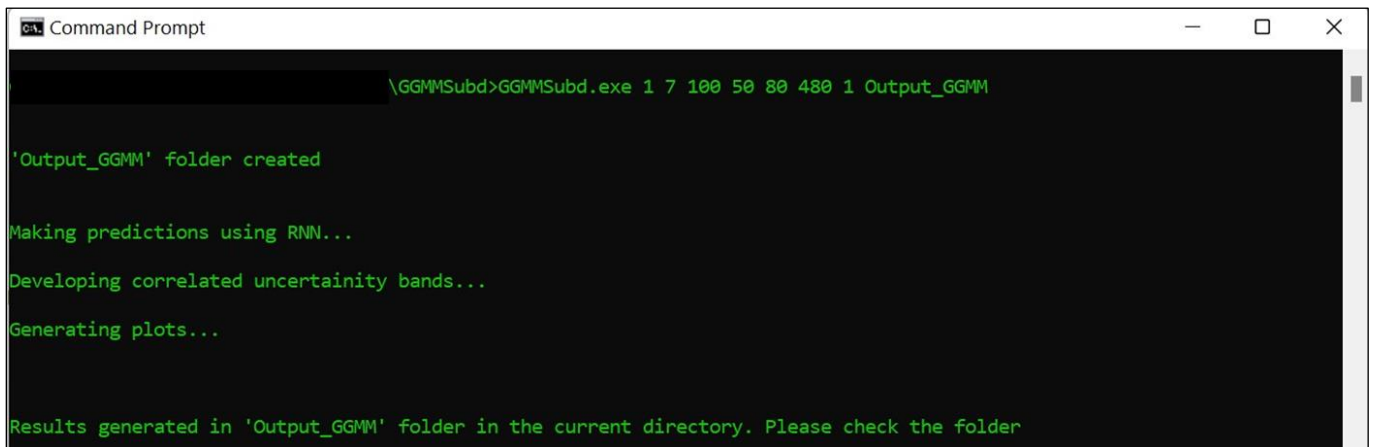 Command Prompt
\GGMMSubd>GGMMSubd.exe 1 7 100 50 80 480 1 Output_GGMM
'Output_GGMM' folder created
Making predictions using RNN...
Developing correlated uncertainity bands...
Generating plots...
Results generated in 'Output_GGMM' folder in the current directory. Please check the folder